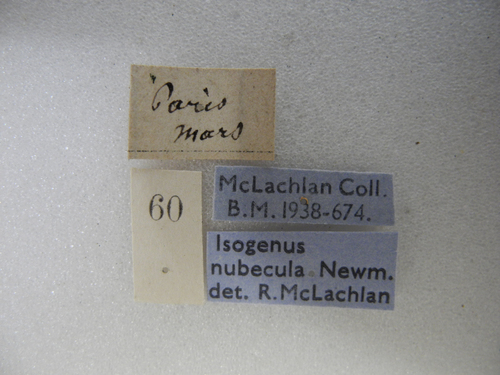 Paris
mars
60
McLachlan Coll.
B.M. 1938-674.
Isogenus
nubecula Newm.
det. R. McLachlan